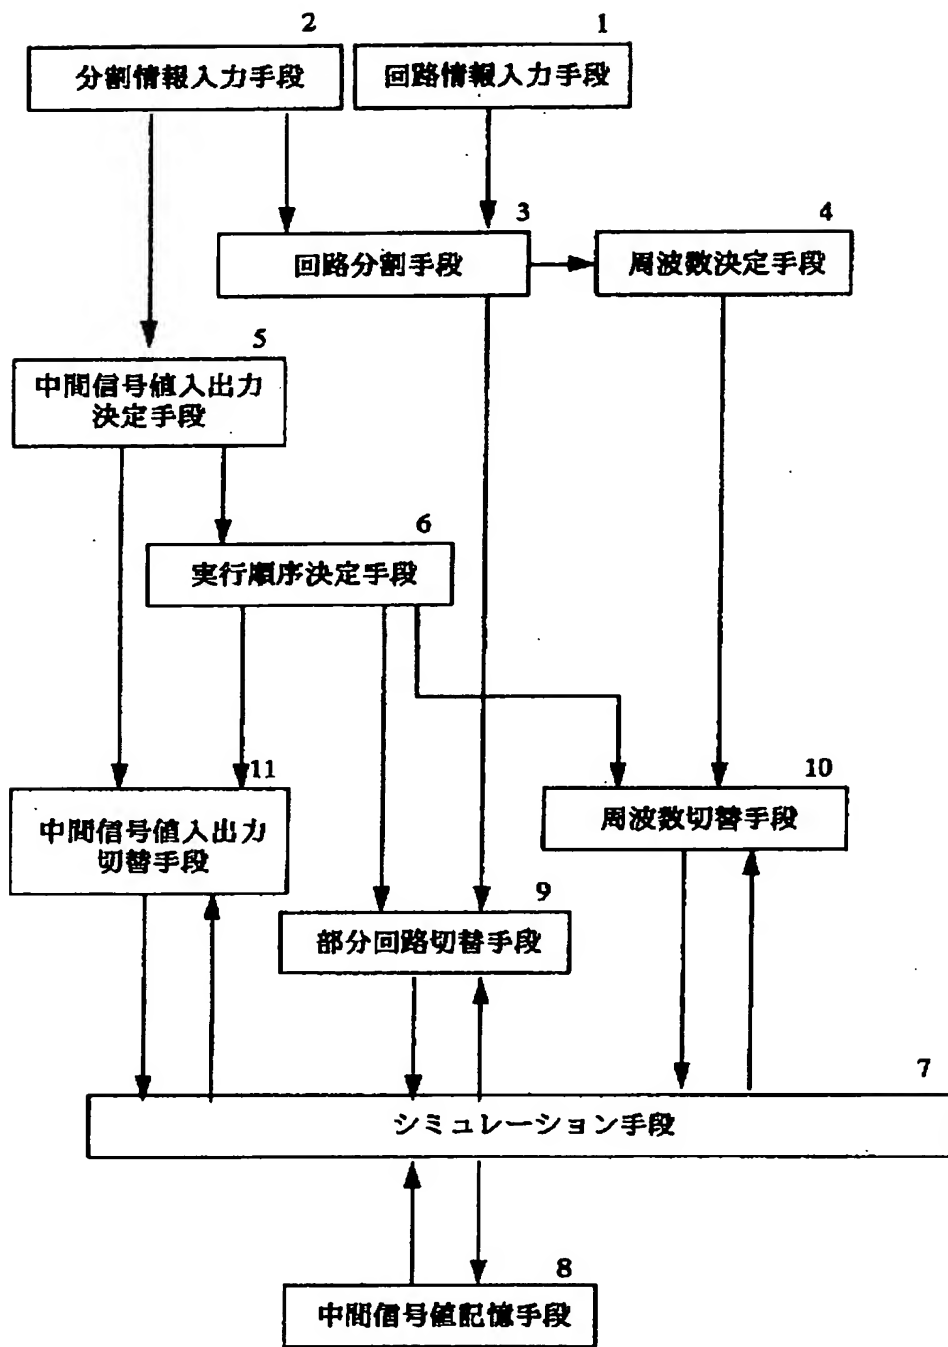 2
分割情報入力手段
1
回路情報入力手段
3
回路分割手段
4
周波数決定手段
5
中間信号値入出力
決定手段
6
実行順序決定手段
11
中間信号値入出力
切替手段
10
周波数切替手段
9
部分回路切替手段
7
シミュレーション手段
8
中間信号値記憶手段